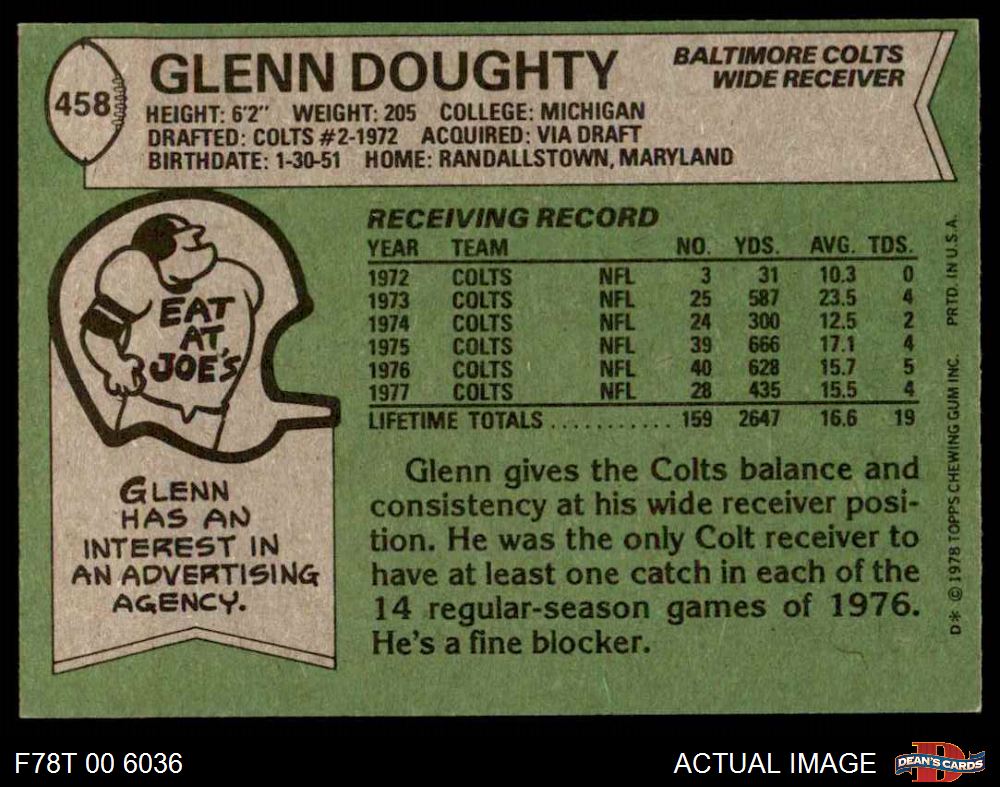 458
GLENN DOUGHTY
BALTIMORE COLTS
WIDE RECEIVER
HEIGHT: 6'2" WEIGHT: 205 COLLEGE: MICHIGAN
DRAFTED: COLTS #2-1972 ACQUIRED: VIA DRAFT
BIRTHDATE: 1-30-51 HOME: RANDALLSTOWN, MARYLAND
EAT
AT
JOE'S
GLENN
HAS AN
INTEREST IN
AN ADVERTISING
AGENCY.
RECEIVING RECORD
YEAR TEAM NO. YDS. AVG. TDS.
1972 COLTS NFL 3 31 10.3 0
1973 COLTS NFL 25 587 23.5 4
1974 COLTS NFL 24 300 12.5 2
1975 COLTS NFL 39 666 17.1 4
1976 COLTS NFL 40 628 15.7 5
1977 COLTS NFL 28 435 15.5 4
LIFETIME TOTALS ........... 159 2647 16.6 19
Glenn gives the Colts balance and
consistency at his wide receiver posi-
tion. He was the only Colt receiver to
have at least one catch in each of the
14 regular-season games of 1976.
He's a fine blocker.
D* © 1978 TOPPS CHEWING GUM INC. PRTD. IN U.S.A.
F78T 00 6036
ACTUAL IMAGE
D
DEAN'S CARDS